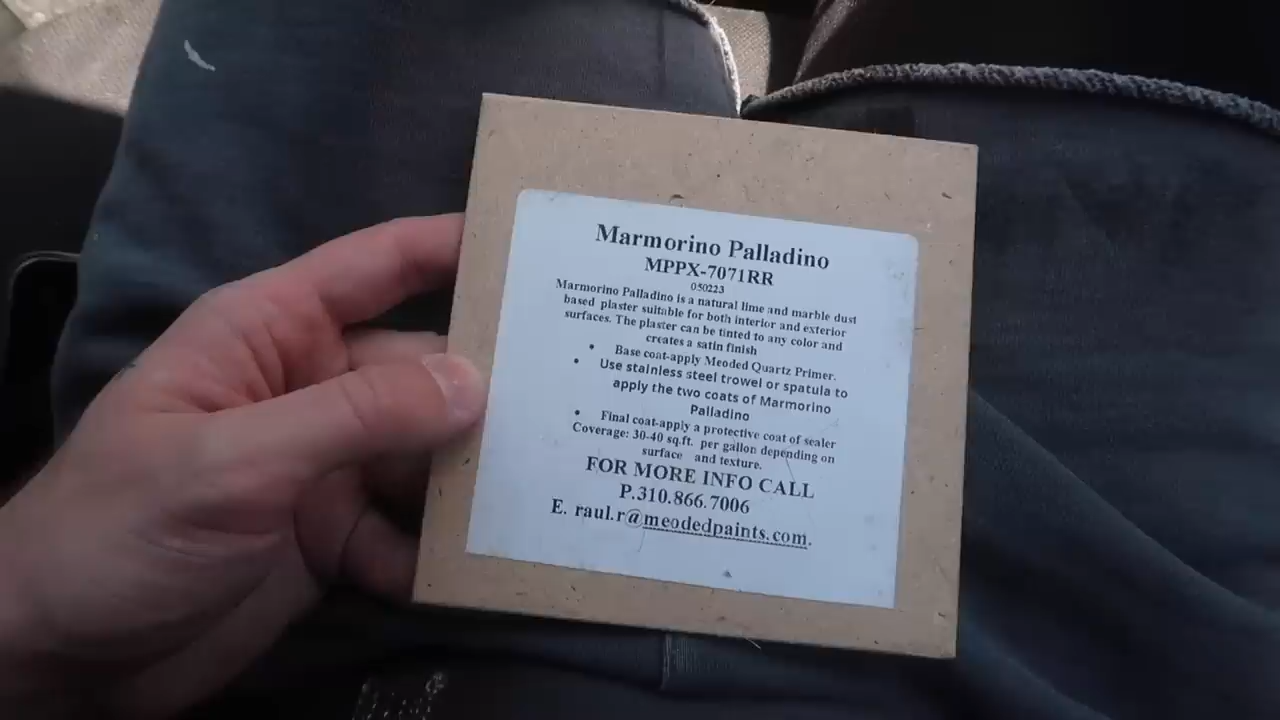 Marmorino Palladino
MPPX-7071RR
050223
Marmorino Palladino is a natural lime and marble dust
based plaster suitable for both interior and exterior
surfaces. The plaster can be tinted to any color and
creates a satin finish
• Base coat-apply Meoded Quartz Primer.
• Use stainless steel trowel or spatula to
apply the two coats of Marmorino
Palladino
• Final coat-apply a protective coat of sealer
Coverage: 30-40 sq.ft. per gallon depending on
surface and texture.
FOR MORE INFO CALL
P.310.866.7006
E. raul.r@meodedpaints.com.